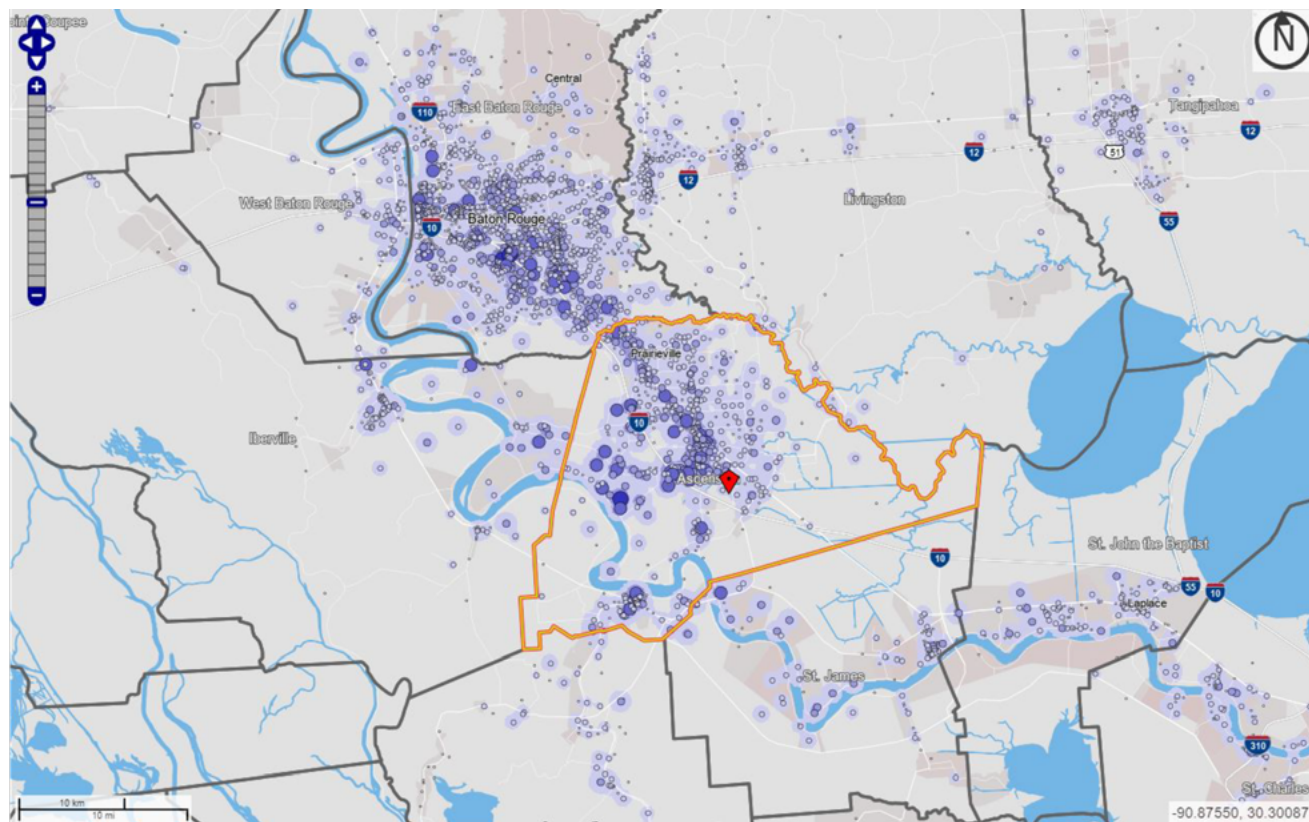 N
Central
110
East Baton Rouge
Tangipahoa
12
12
51
12
West Baton Rouge
Livingston
Baton Rouge
10
55
Prairieville
10
Iberville
St. John the Baptist
10
55
10
Laplace
St. James
310
St. Charles
10 km
10 mi
-90.87550, 30.30087